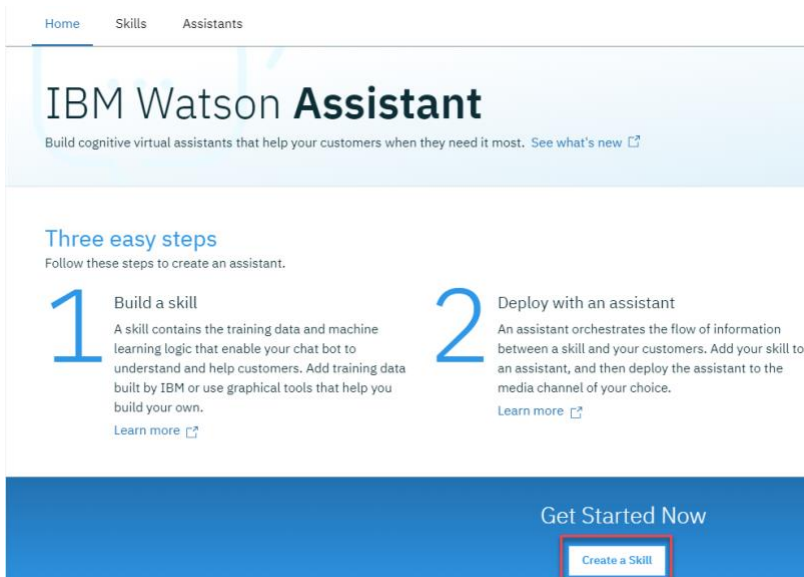 Home Skills Assistants
IBM Watson Assistant
Build cognitive virtual assistants that help your customers when they need it most. See what's new
Three easy steps
Follow these steps to create an assistant.
1
Build a skill
A skill contains the training data and machine
learning logic that enable your chat bot to
understand and help customers. Add training data
built by IBM or use graphical tools that help you
build your own.
Learn more
2
Deploy with an assistant
An assistant orchestrates the flow of information
between a skill and your customers. Add your skill to
an assistant, and then deploy the assistant to the
media channel of your choice.
Learn more
Get Started Now
Create a Skill